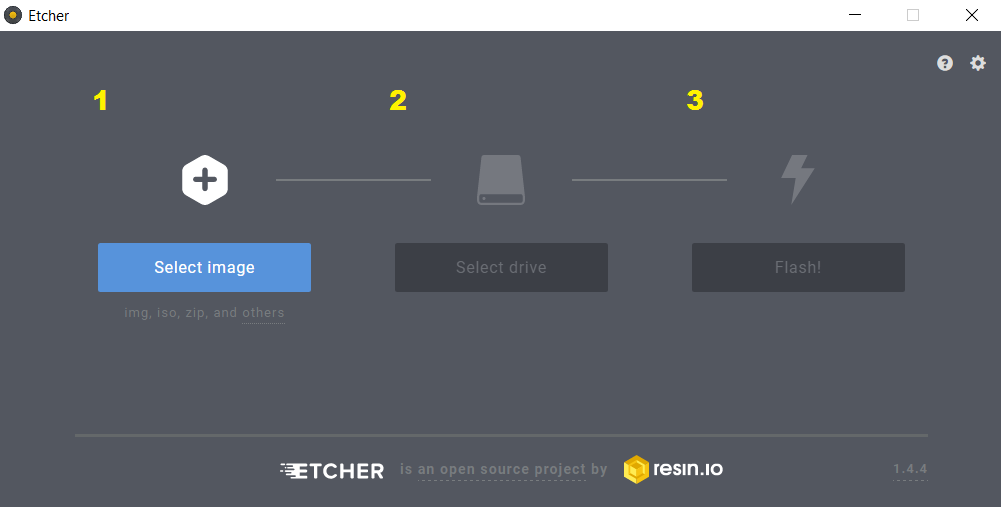 Etcher
1 2 3
Select image Select drive Flash!
img, iso, zip, and others
ETCHER is an open source project by resin.io 1.4.4